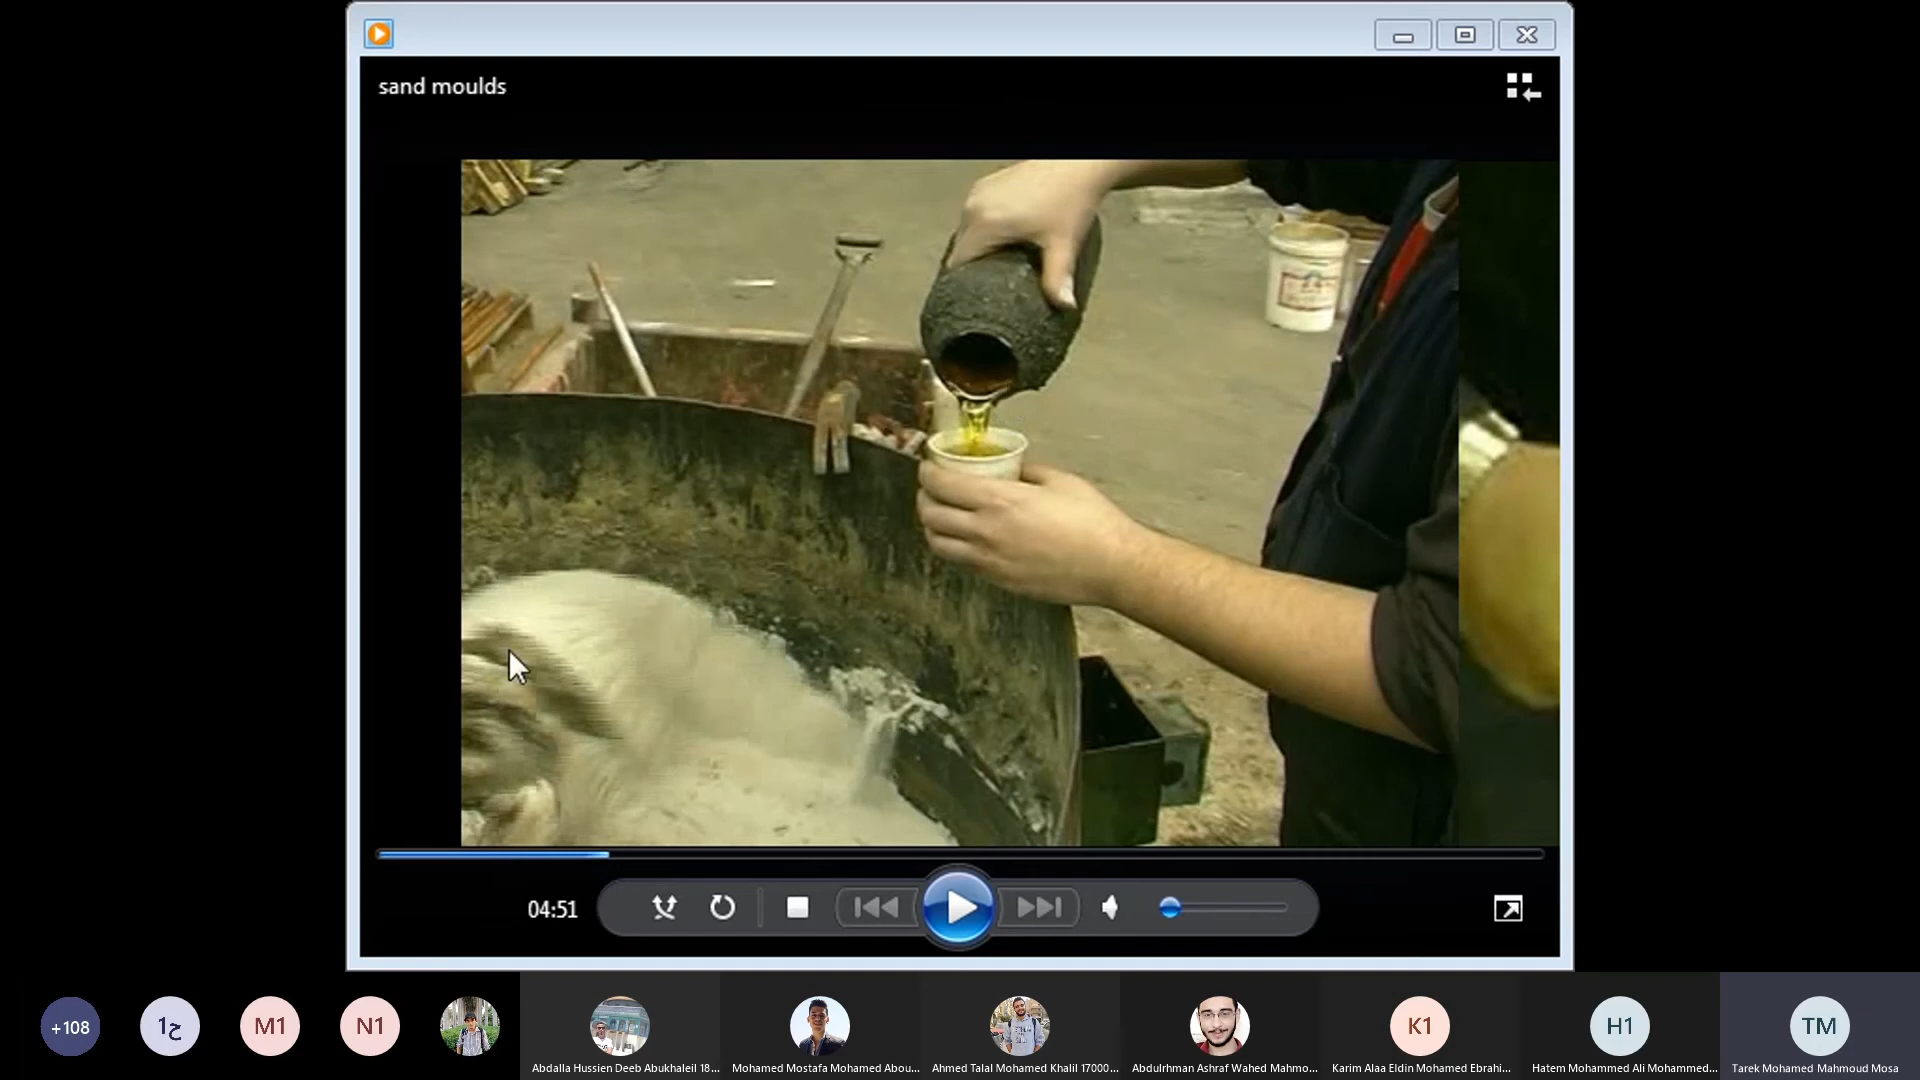 sand moulds
04:51
+108
ح1
M1
N1
K1
H1
TM
Abdalla Hussien Deeb Abukhaleil 18...
Mohamed Mostafa Mohamed Abou...
Ahmed Talal Mohamed Khalil 17000...
Abdulrhman Ashraf Wahed Mahmo...
Karim Alaa Eldin Mohamed Ebrahi...
Hatem Mohammed Ali Mohammed...
Tarek Mohamed Mahmoud Mosa